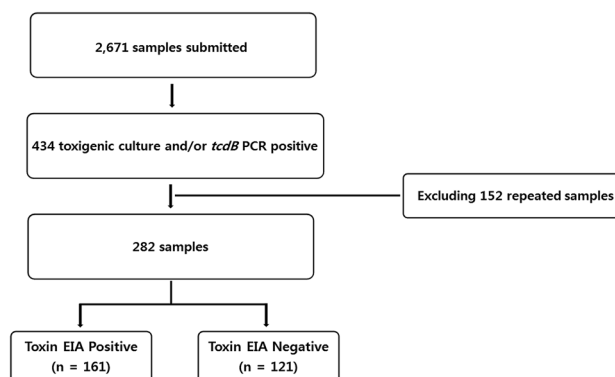 2,671 samples submitted
434 toxigenic culture and/or tcdB PCR positive
Excluding 152 repeated samples
282 samples
Toxin EIA Positive
(n = 161)
Toxin EIA Negative
(n = 121)